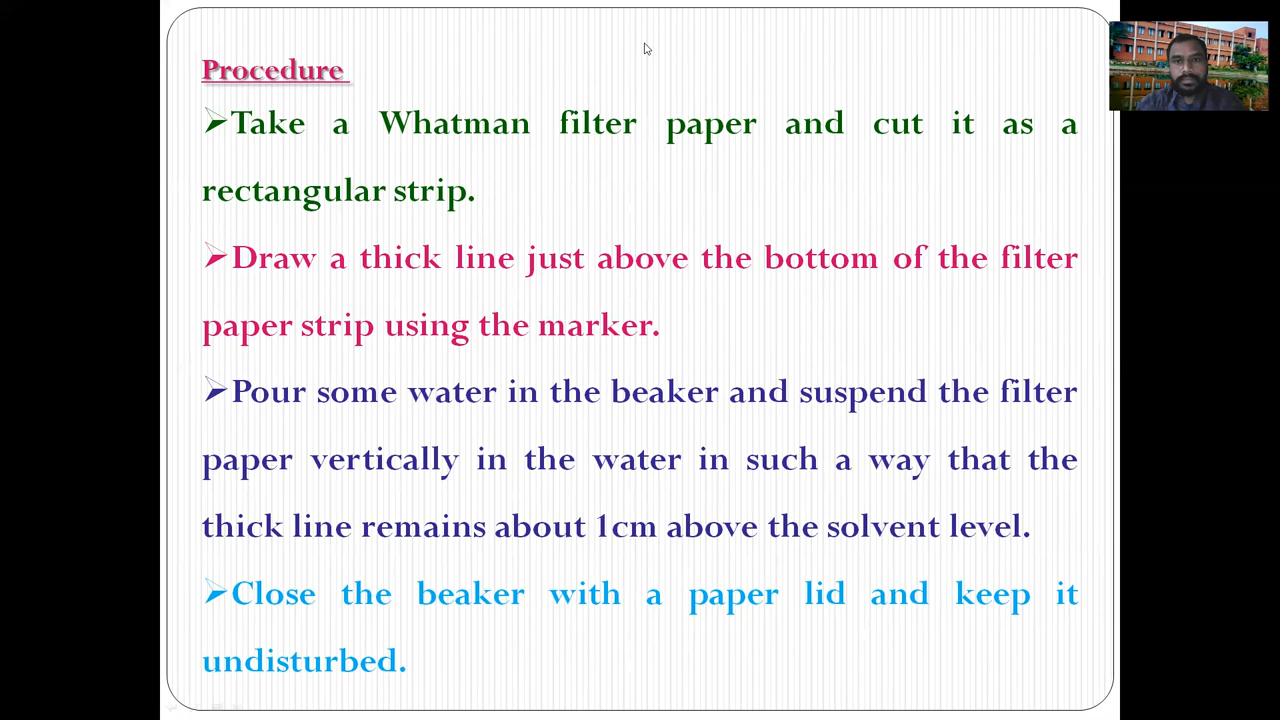 Procedure
➢Take a Whatman filter paper and cut it as a
rectangular strip.
➢Draw a thick line just above the bottom of the filter
paper strip using the marker.
➢Pour some water in the beaker and suspend the filter
paper vertically in the water in such a way that the
thick line remains about 1cm above the solvent level.
➢Close the beaker with a paper lid and keep it
undisturbed.